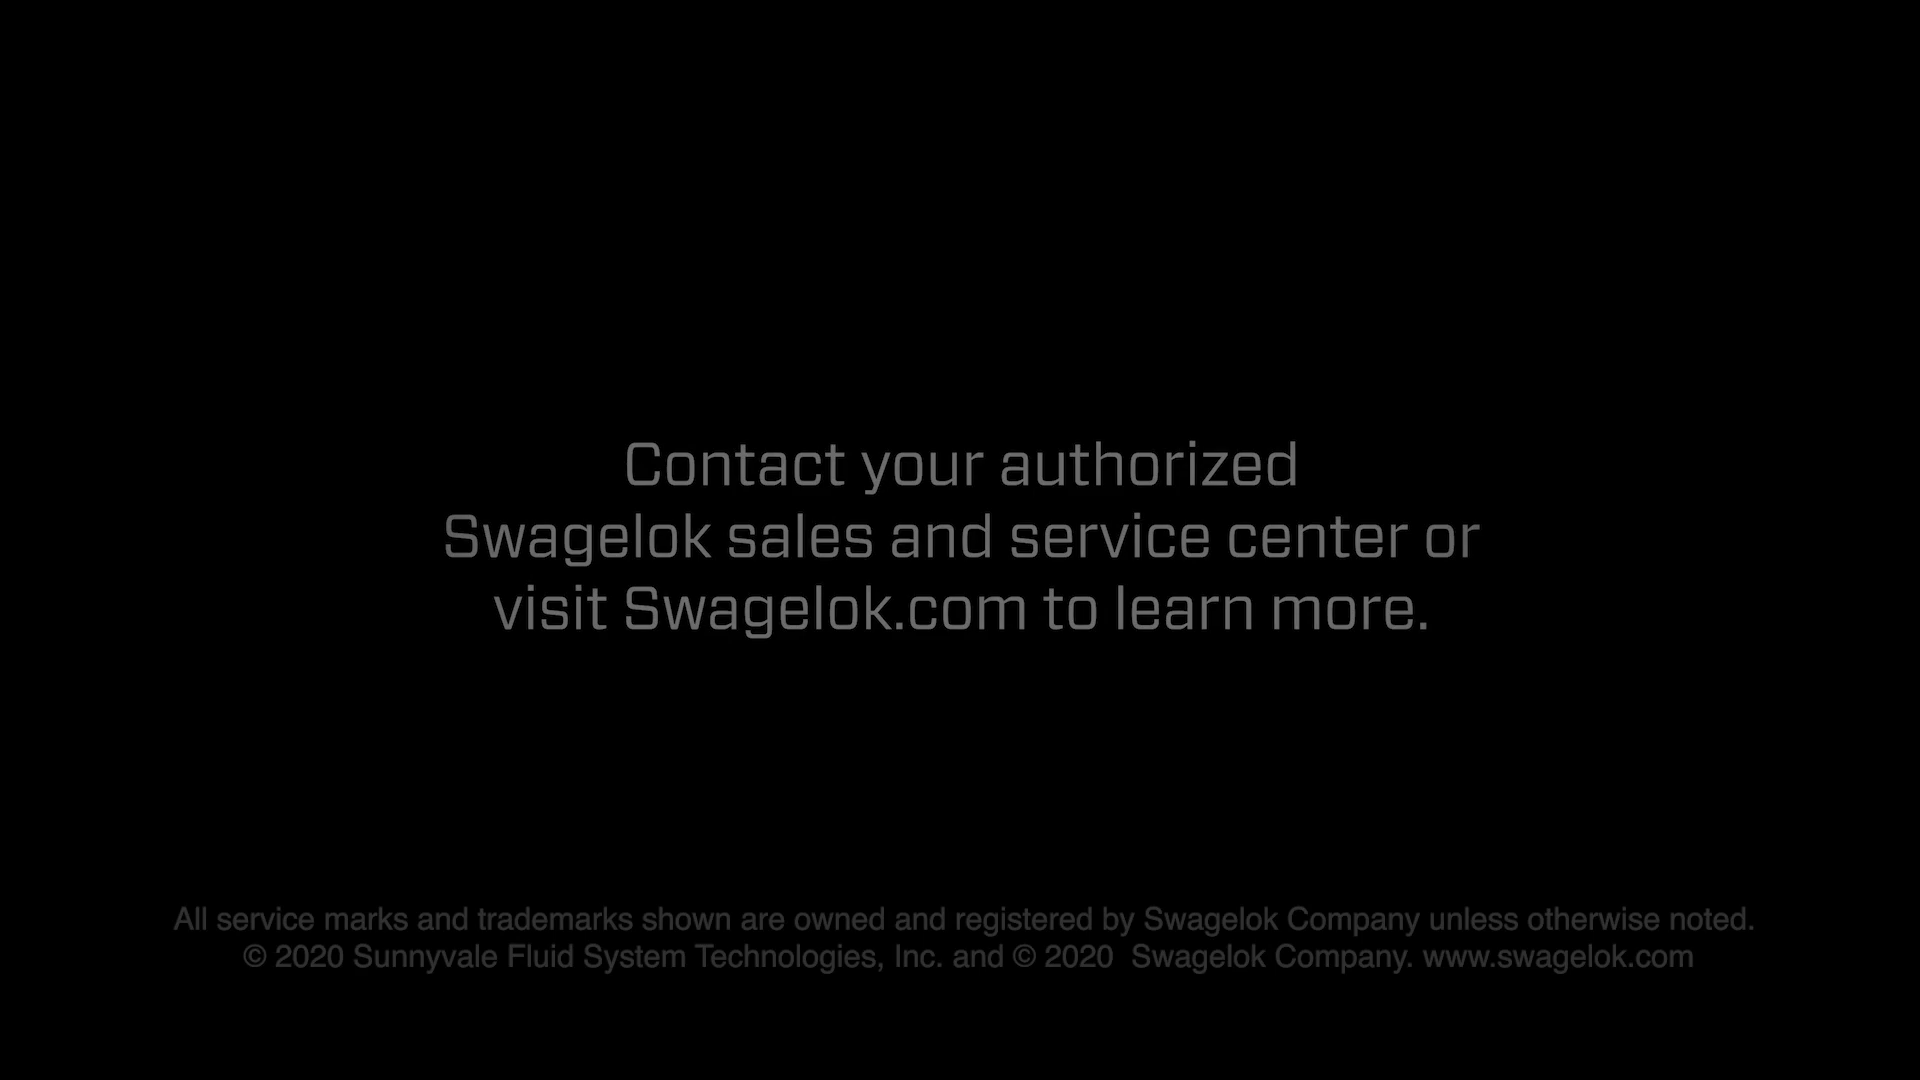 Contact your authorized
Swagelok sales and service center or
visit Swagelok.com to learn more.
All service marks and trademarks shown are owned and registered by Swagelok Company unless otherwise noted.
© 2020 Sunnyvale Fluid System Technologies, Inc. and © 2020  Swagelok Company. www.swagelok.com